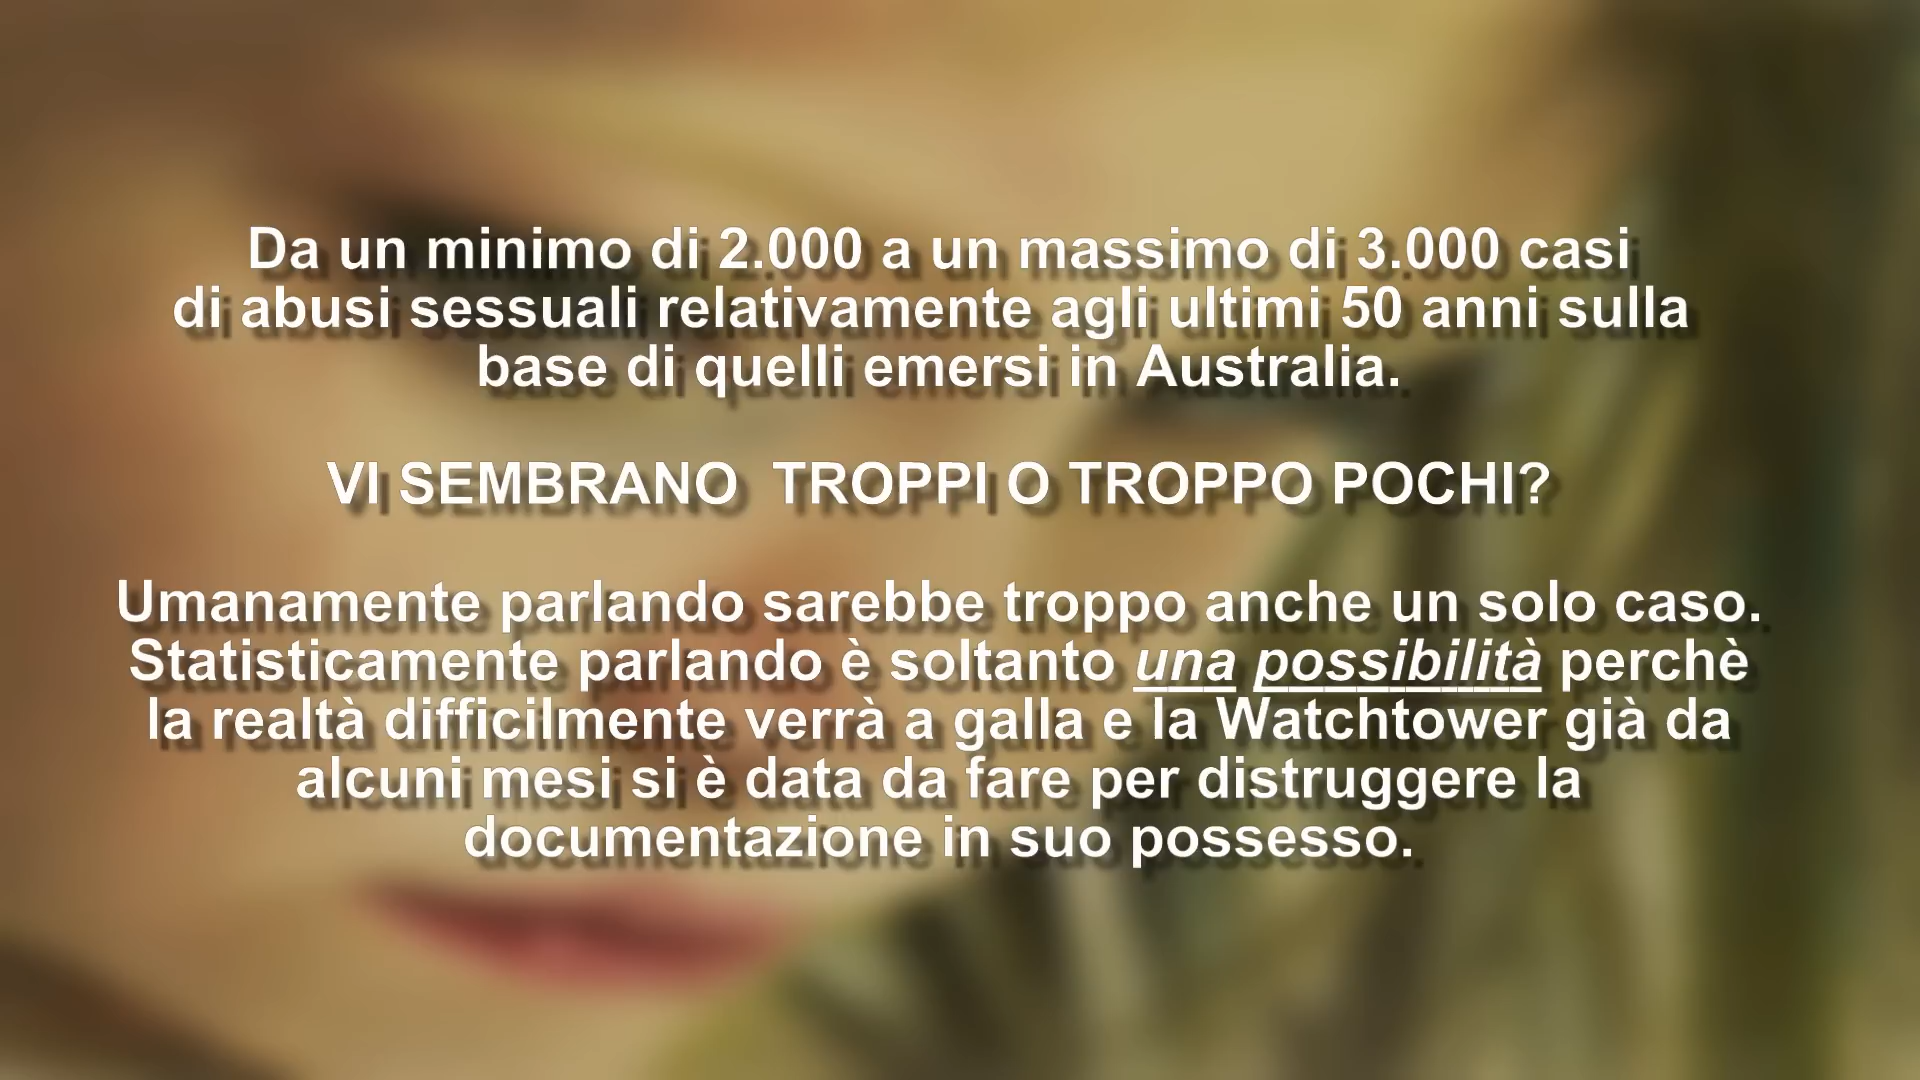 Da un minimo di 2.000 a un massimo di 3.000 casi
di abusi sessuali relativamente agli ultimi 50 anni sulla
base di quelli emersi in Australia.
VI SEMBRANO  TROPPI O TROPPO POCHI?
Umanamente parlando sarebbe troppo anche un solo caso.
Statisticamente parlando è soltanto una possibilità perchè
la realtà difficilmente verrà a galla e la Watchtower già da
alcuni mesi si è data da fare per distruggere la
documentazione in suo possesso.